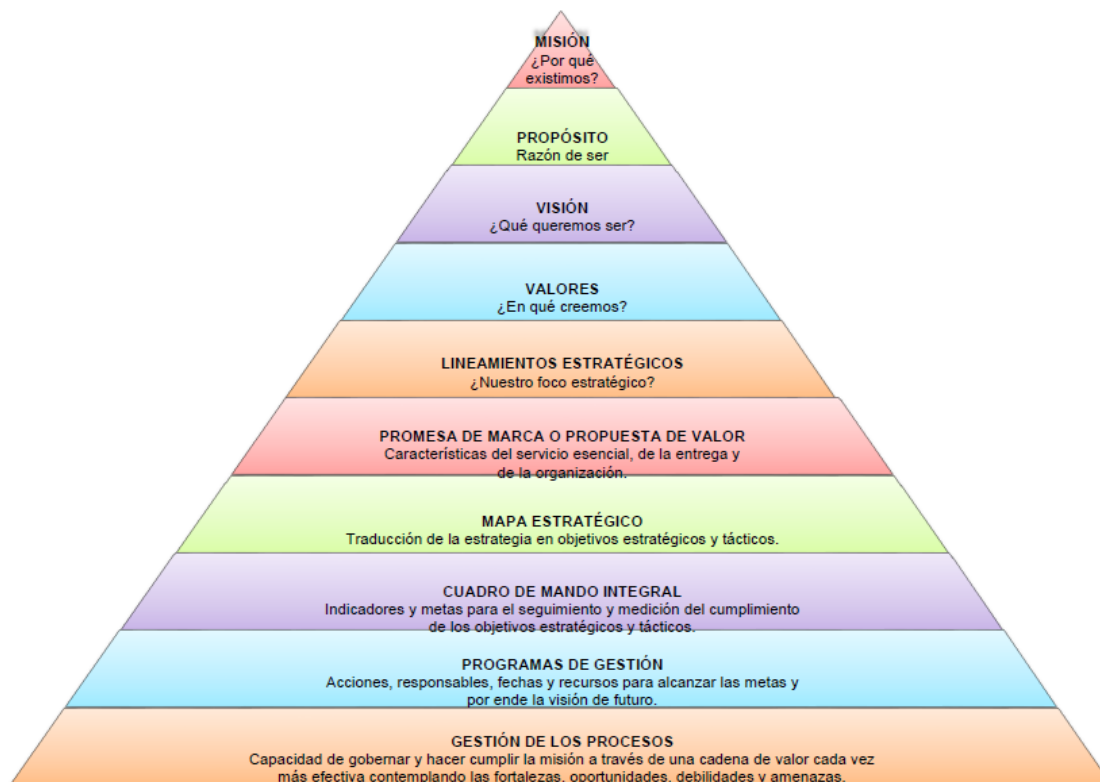 MISIÓN
¿Por qué
existimos?
PROPÓSITO
Razón de ser
VISIÓN
¿Qué queremos ser?
VALORES
¿En qué creemos?
LINEAMIENTOS ESTRATÉGICOS
¿Nuestro foco estratégico?
PROMESA DE MARCA O PROPUESTA DE VALOR
Características del servicio esencial, de la entrega y
de la organización.
MAPA ESTRATÉGICO
Traducción de la estrategia en objetivos estratégicos y tácticos.
CUADRO DE MANDO INTEGRAL
Indicadores y metas para el seguimiento y medición del cumplimiento
de los objetivos estratégicos y tácticos.
PROGRAMAS DE GESTIÓN
Acciones, responsables, fechas y recursos para alcanzar las metas y
por ende la visión de futuro.
GESTIÓN DE LOS PROCESOS
Capacidad de gobernar y hacer cumplir la misión a través de una cadena de valor cada vez
más efectiva contemplando las fortalezas, oportunidades, debilidades y amenazas.